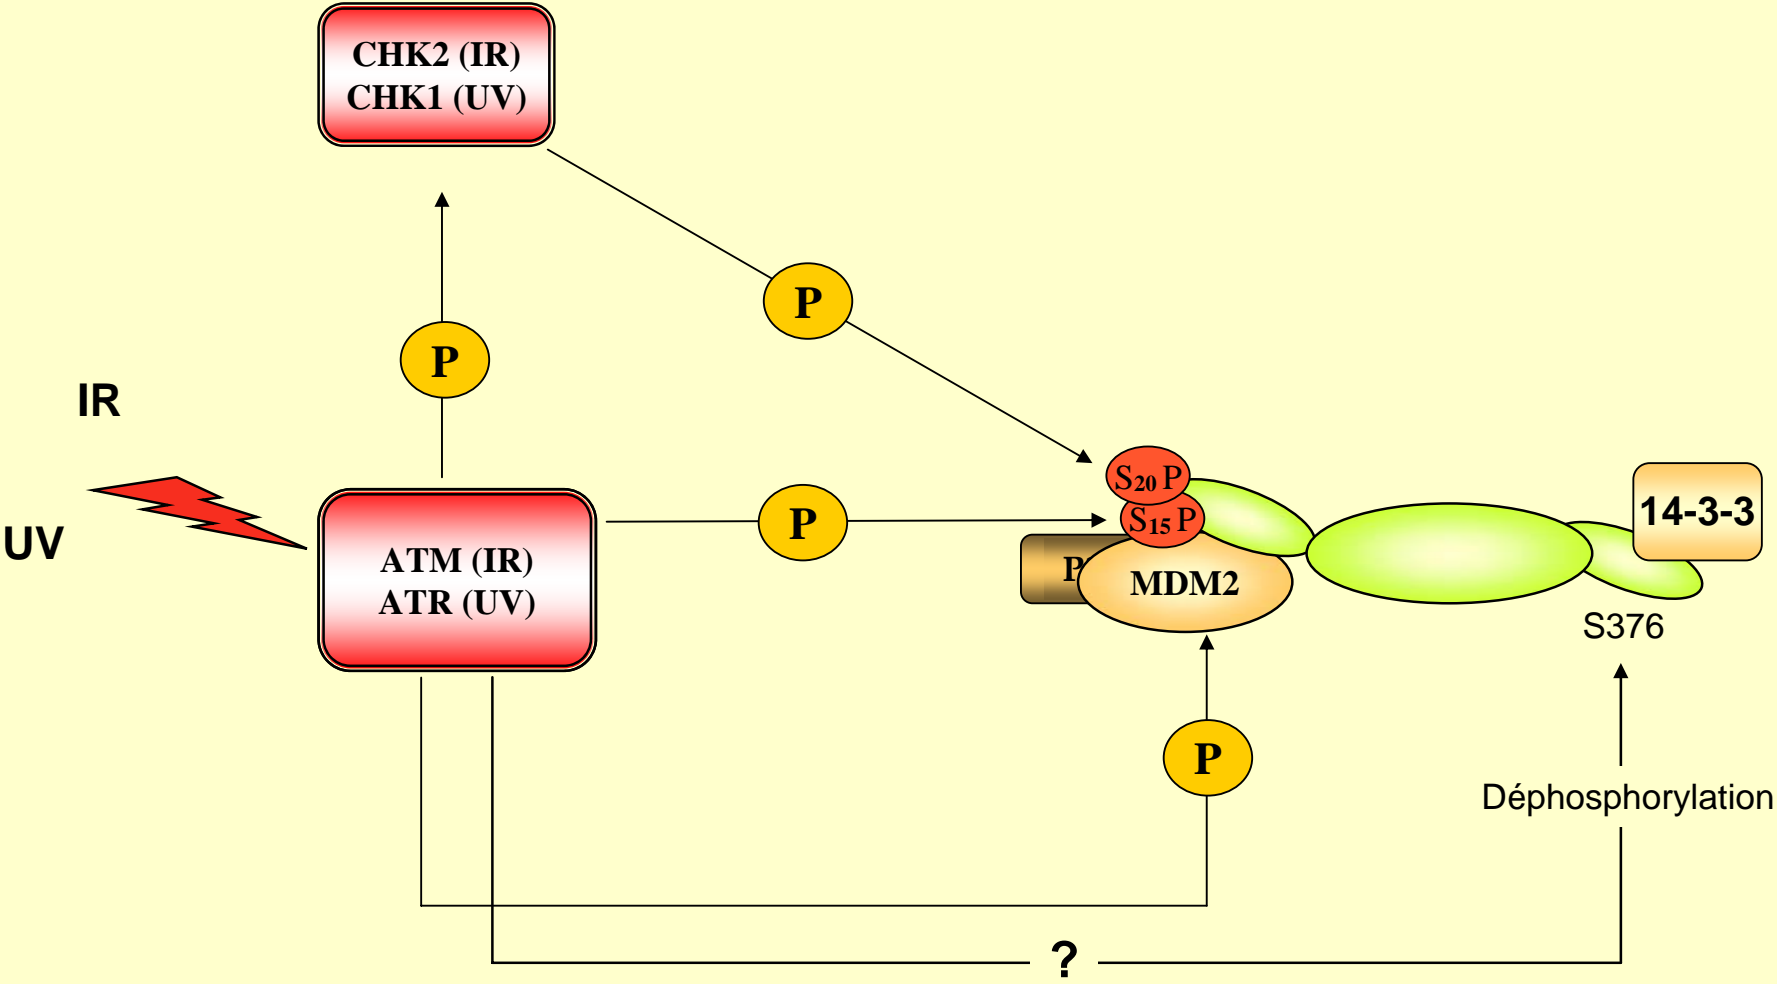 CHK2 (IR)
CHK1 (UV)
P
P
IR
UV
ATM (IR)
ATR (UV)
P
S20 P
S15 P
MDM2
14-3-3
S376
P
Déphosphorylation
?